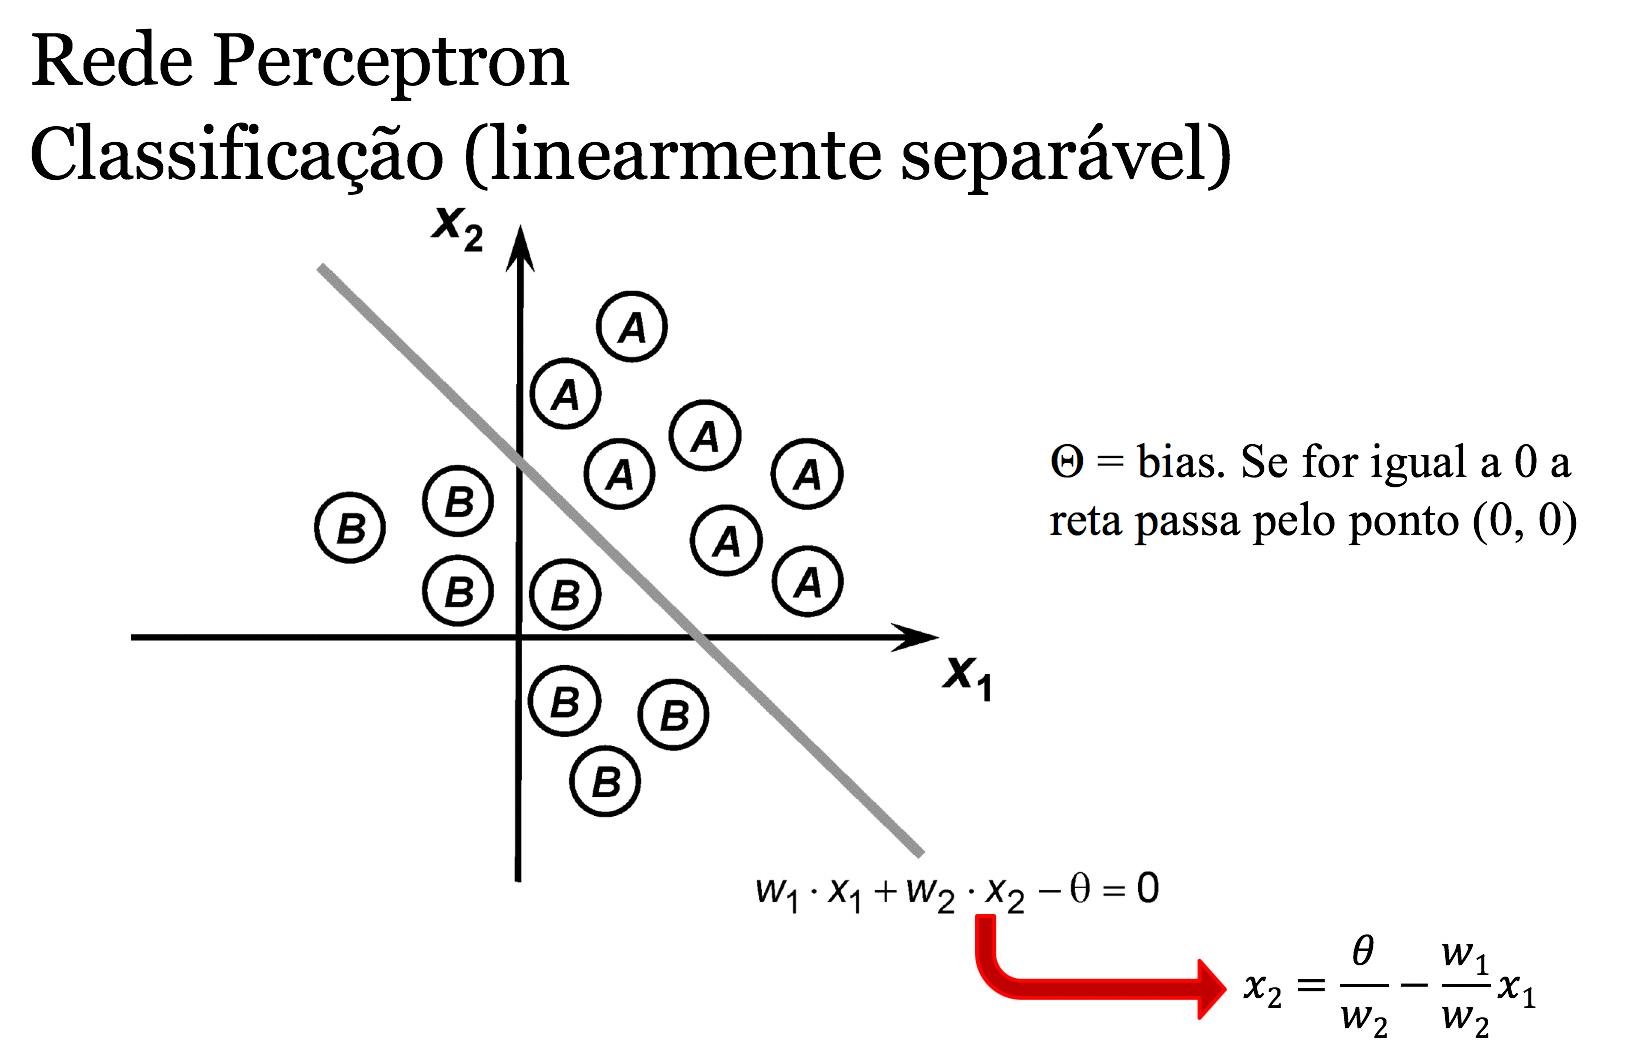 Rede Perceptron
Classificação (linearmente separável)
x₂
A
A
A
A
A
B
B
A
B
B
A
x₁
B
B
B
Θ = bias. Se for igual a 0 a
reta passa pelo ponto (0, 0)
w₁ · x₁ + w₂ · x₂ − θ = 0
x₂ = θ/w₂ − w₁/w₂ x₁